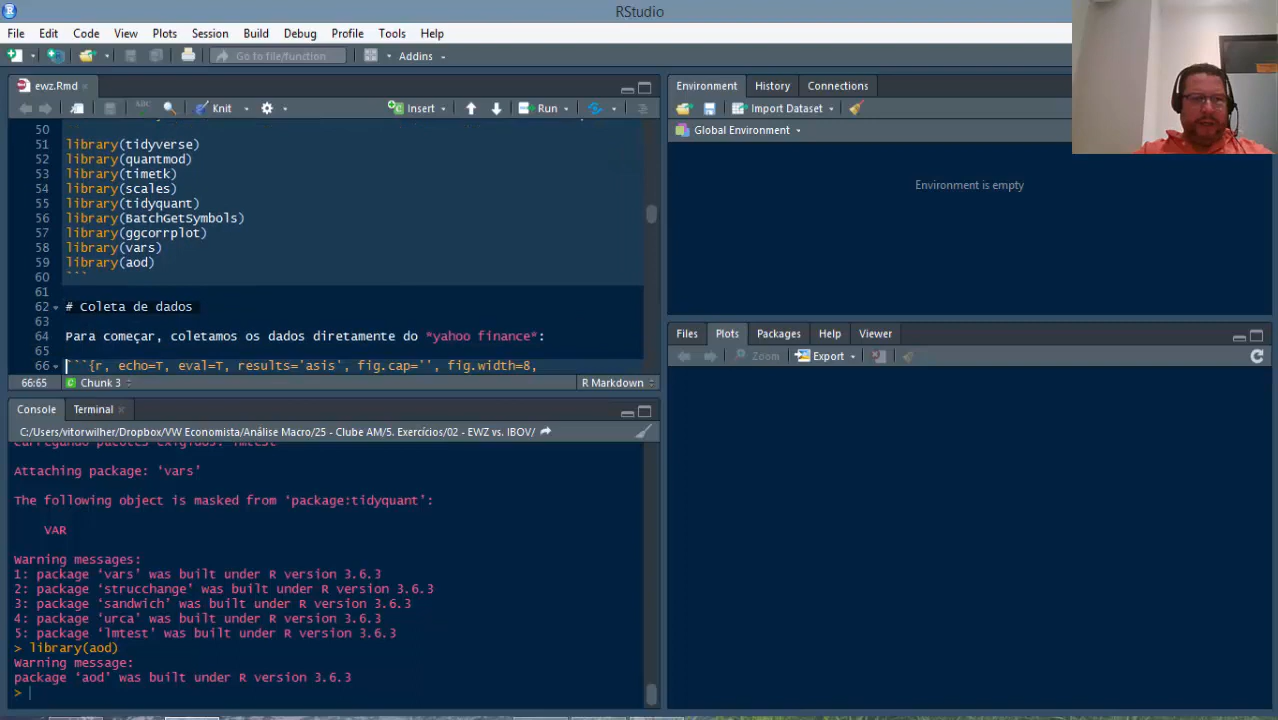 RStudio
File Edit Code View Plots Session Build Debug Profile Tools Help
Go to file/function Addins
ewz.Rmd
ABC Knit Insert Run
50
51 library(tidyverse)
52 library(quantmod)
53 library(timetk)
54 library(scales)
55 library(tidyquant)
56 library(BatchGetSymbols)
57 library(ggcorrplot)
58 library(vars)
59 library(aod)
60 ```
61
62 # Coleta de dados
63
64 Para começar, coletamos os dados diretamente do *yahoo finance*:
65
66 ```{r, echo=T, eval=T, results='asis', fig.cap='', fig.width=8,
66:65 Chunk 3 R Markdown
Console Terminal
C:/Users/vitorwilher/Dropbox/VW Economista/Análise Macro/25 - Clube AM/5. Exercícios/02 - EWZ vs. IBOV/
Carregando pacotes exigidos: lmtest
Attaching package: ‘vars’
The following object is masked from ‘package:tidyquant’:
VAR
Warning messages:
1: package ‘vars’ was built under R version 3.6.3
2: package ‘strucchange’ was built under R version 3.6.3
3: package ‘sandwich’ was built under R version 3.6.3
4: package ‘urca’ was built under R version 3.6.3
5: package ‘lmtest’ was built under R version 3.6.3
> library(aod)
Warning message:
package ‘aod’ was built under R version 3.6.3
>
Environment History Connections
Import Dataset
Global Environment
Environment is empty
Files Plots Packages Help Viewer
Zoom Export